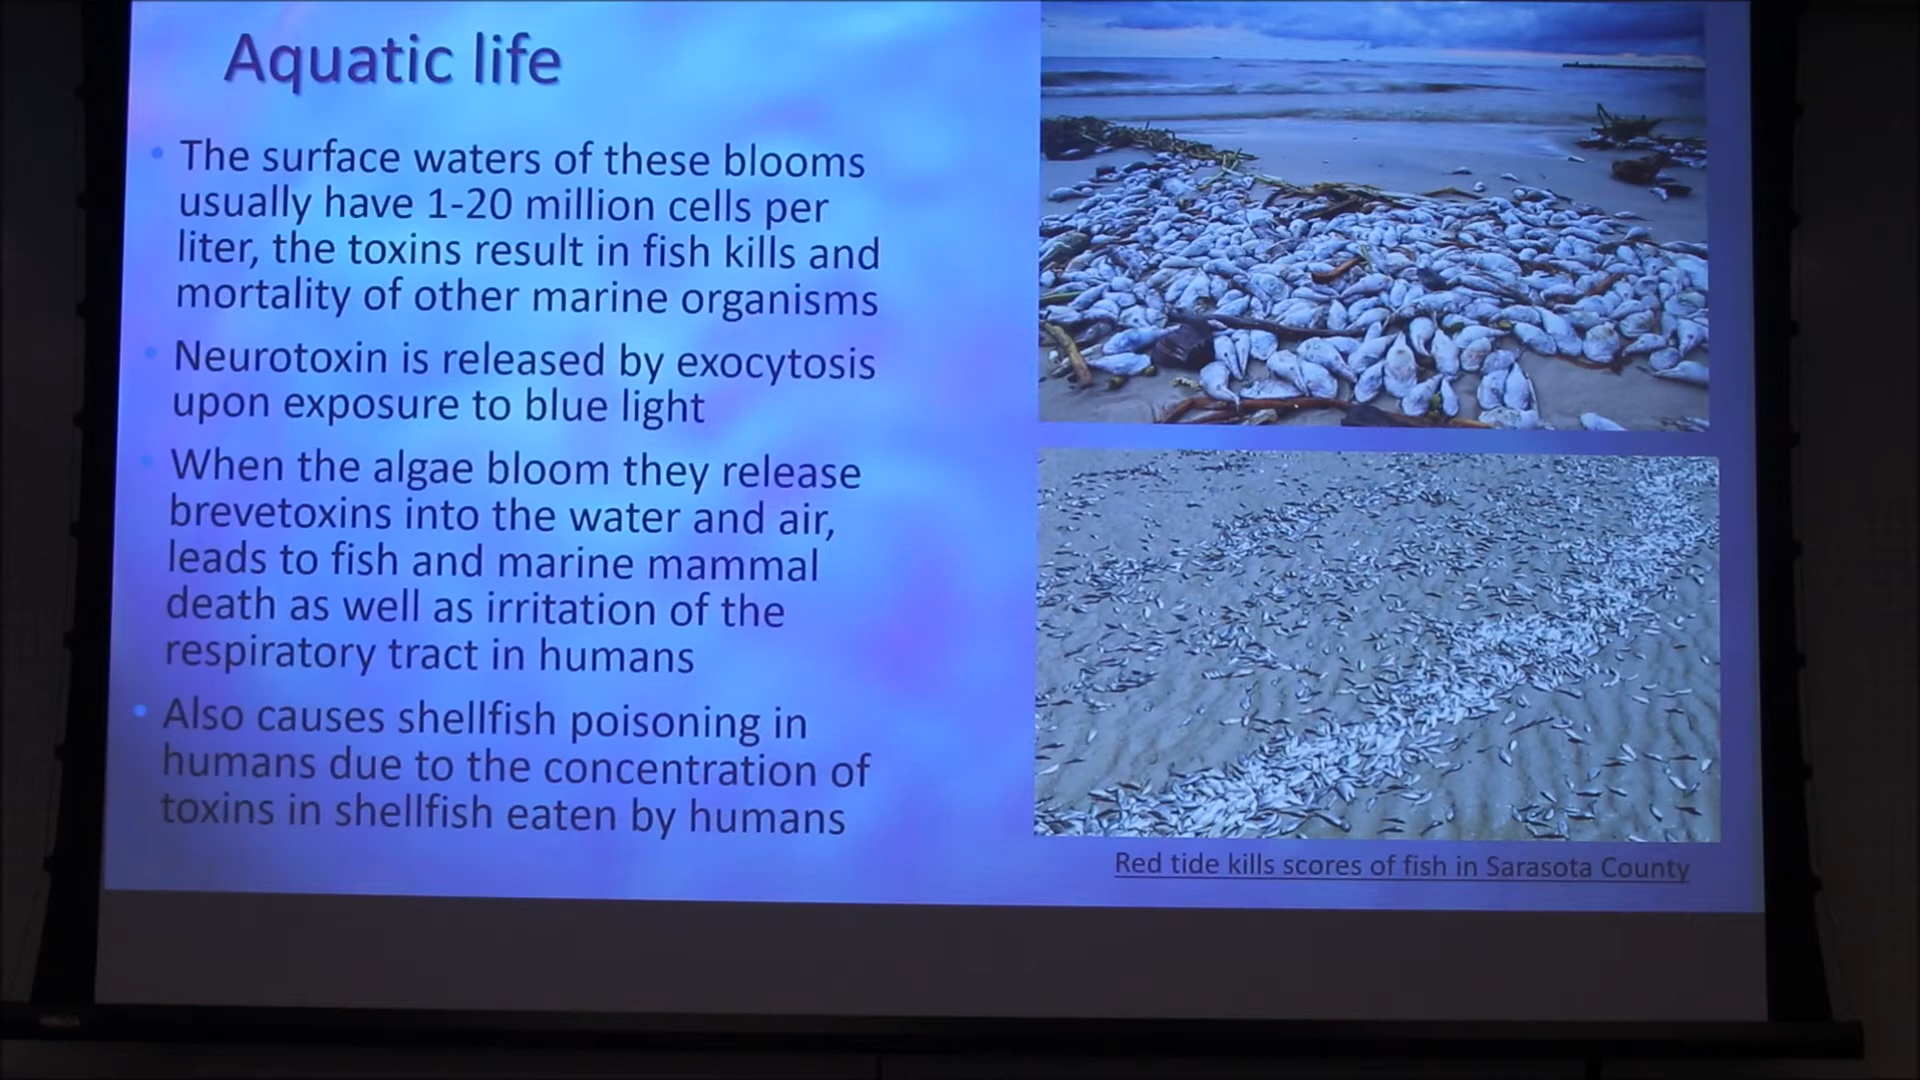 Aquatic life
The surface waters of these blooms
usually have 1-20 million cells per
liter, the toxins result in fish kills and
mortality of other marine organisms
Neurotoxin is released by exocytosis
upon exposure to blue light
When the algae bloom they release
brevetoxins into the water and air,
leads to fish and marine mammal
death as well as irritation of the
respiratory tract in humans
Also causes shellfish poisoning in
humans due to the concentration of
toxins in shellfish eaten by humans
Red tide kills scores of fish in Sarasota County